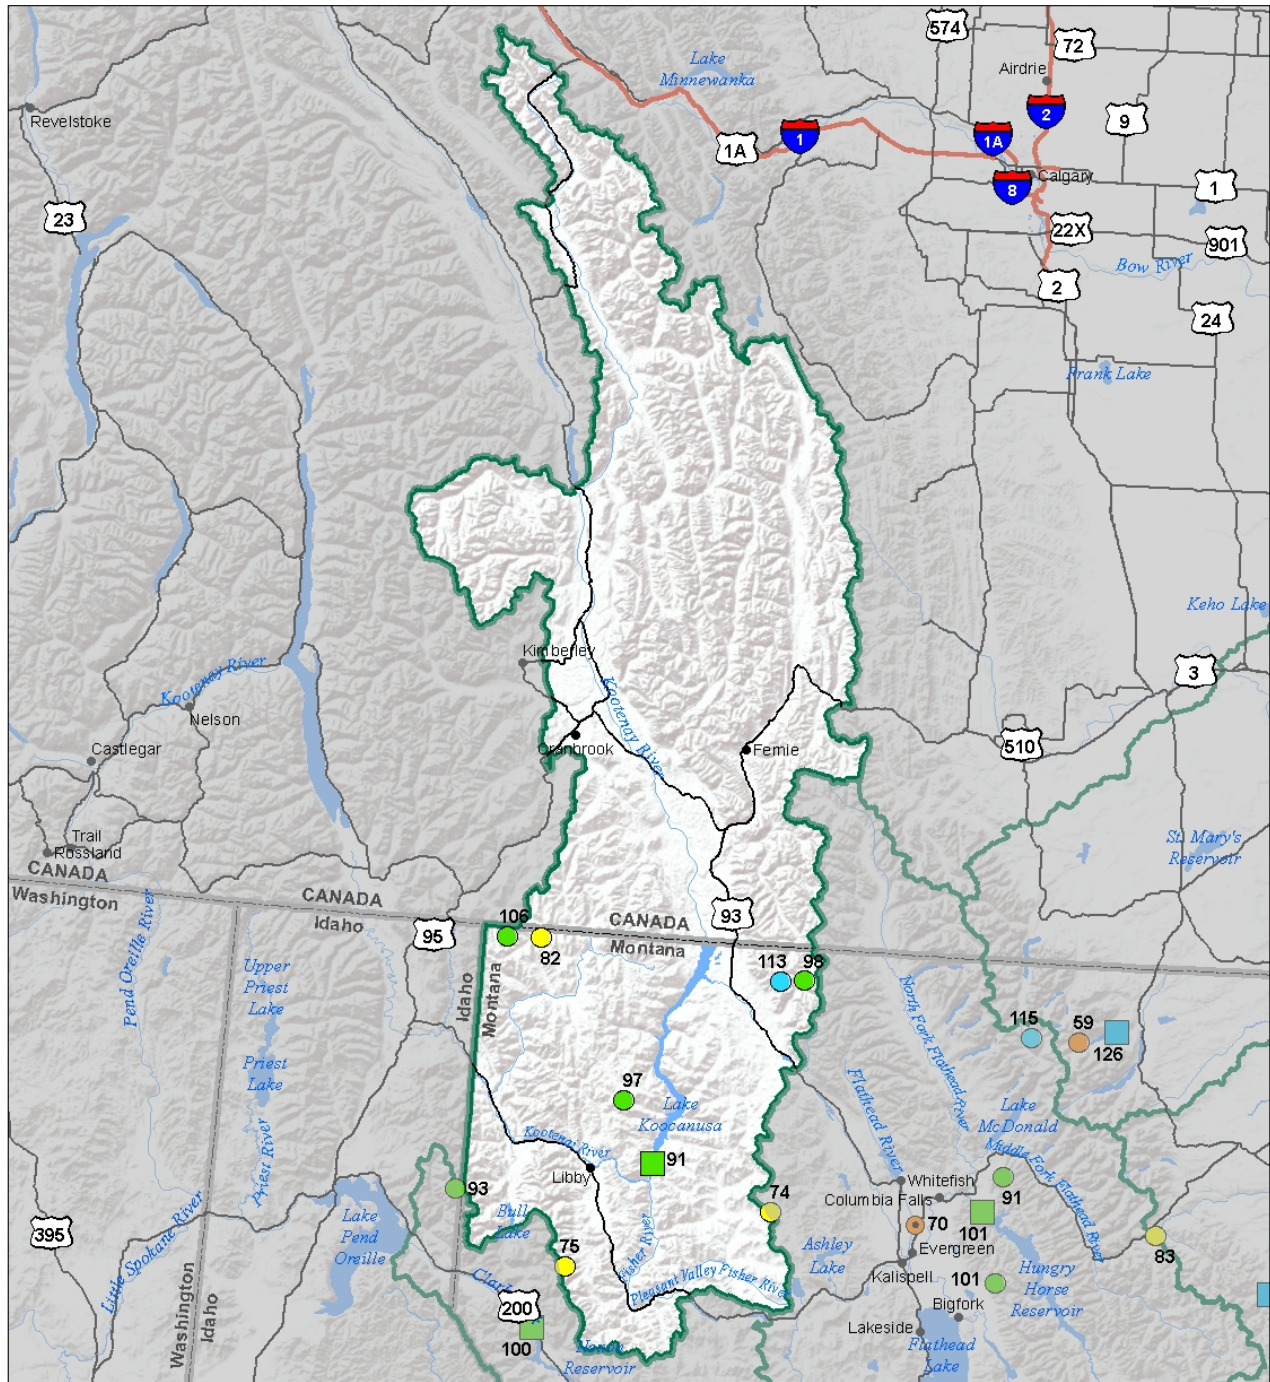 574
72
Airdrie
Lake
Minnewanka
Revelstoke
2
9
1A
1
1A
Calgary
8
1
23
22X
901
Bow River
2
24
Frank Lake
Keho Lake
Kimberley
3
Kootenay River
Kootenay River
Nelson
Castlegar
Cranbrook
Fernie
510
Trail
Rossland
St. Mary's
Reservoir
CANADA
Washington
CANADA
Idaho
95
106
82
CANADA
Montana
93
Pend Oreille River
Upper
Priest
Lake
Idaho
Montana
113
98
North Fork Flathead River
115
59
126
Priest
Lake
97
Lake
Koocanusa
Flathead River
Lake
McDonald
Middle Fork Flathead River
Priest River
Kootenai River
91
Libby
93
74
Whitefish
Columbia Falls
91
101
70
Evergreen
83
Little Spokane River
395
Lake
Pend
Oreille
Bull
Lake
75
Fisher River
Pleasant Valley Fisher River
Ashley
Lake
Kalispell
101
Hungry
Horse
Reservoir
Bigfork
Lakeside
Flathead
Lake
Washington
Idaho
200
100
Reservoir